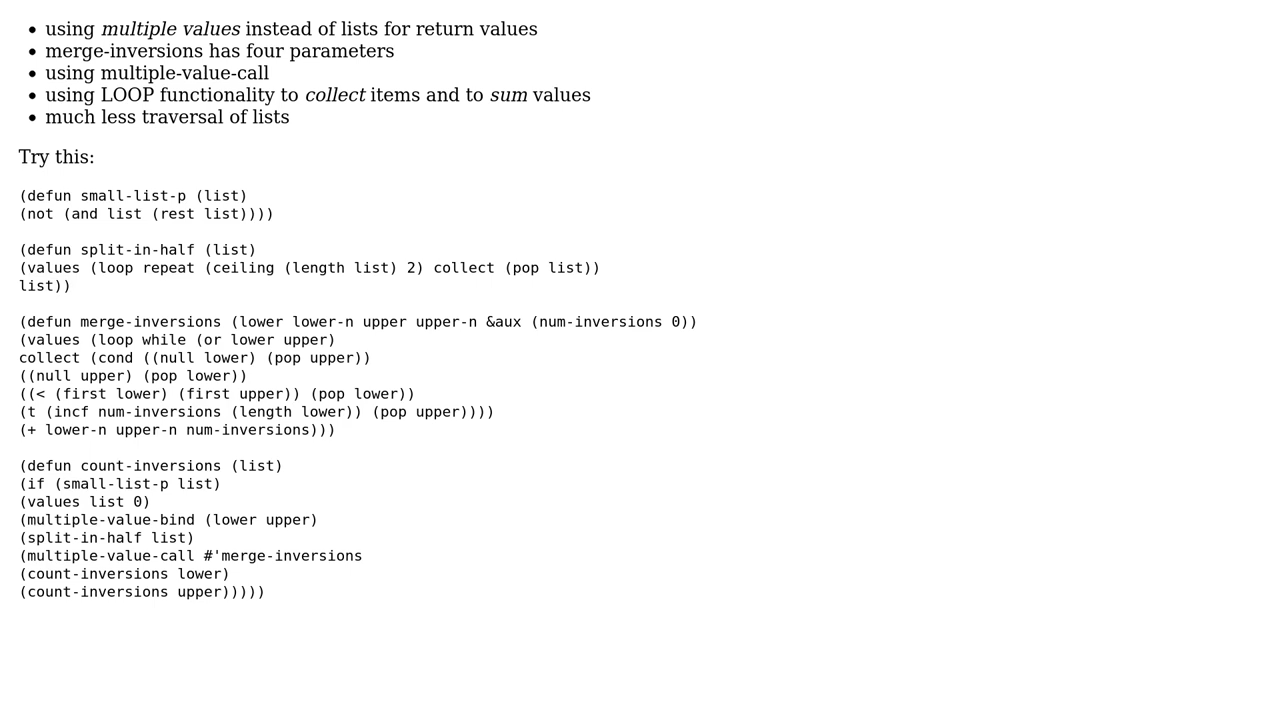 • using multiple values instead of lists for return values
• merge-inversions has four parameters
• using multiple-value-call
• using LOOP functionality to collect items and to sum values
• much less traversal of lists
Try this:
(defun small-list-p (list)
(not (and list (rest list))))
(defun split-in-half (list)
(values (loop repeat (ceiling (length list) 2) collect (pop list))
list))
(defun merge-inversions (lower lower-n upper upper-n &aux (num-inversions 0))
(values (loop while (or lower upper)
collect (cond ((null lower) (pop upper))
((null upper) (pop lower))
((< (first lower) (first upper)) (pop lower))
(t (incf num-inversions (length lower)) (pop upper))))
(+ lower-n upper-n num-inversions)))
(defun count-inversions (list)
(if (small-list-p list)
(values list 0)
(multiple-value-bind (lower upper)
(split-in-half list)
(multiple-value-call #'merge-inversions
(count-inversions lower)
(count-inversions upper)))))